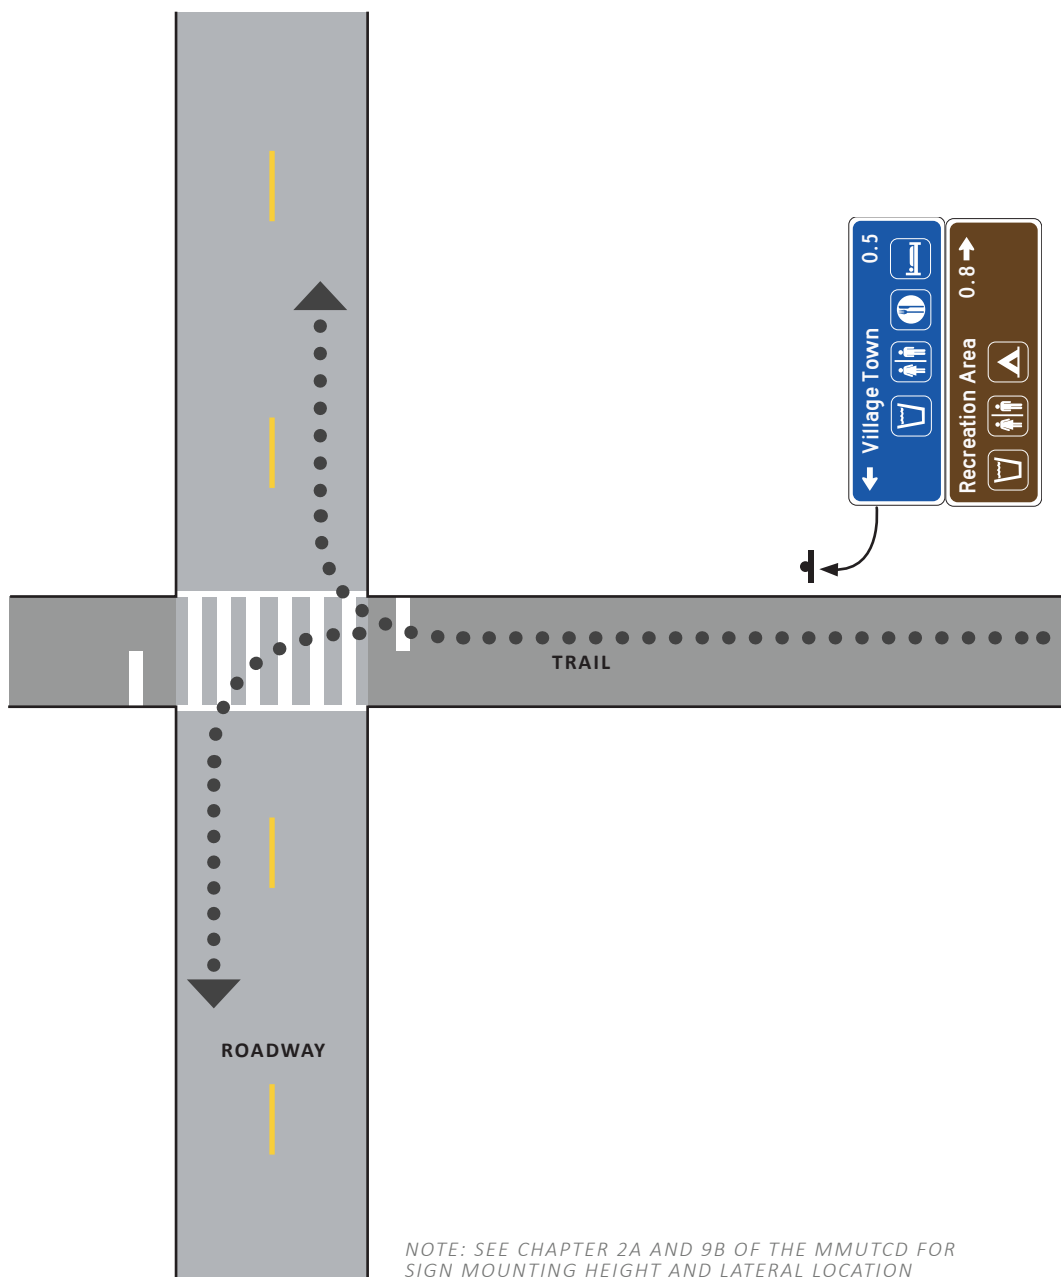 ← Village Town 0.5
Recreation Area 0.8 →
TRAIL
ROADWAY
NOTE: SEE CHAPTER 2A AND 9B OF THE MMUTCD FOR
SIGN MOUNTING HEIGHT AND LATERAL LOCATION